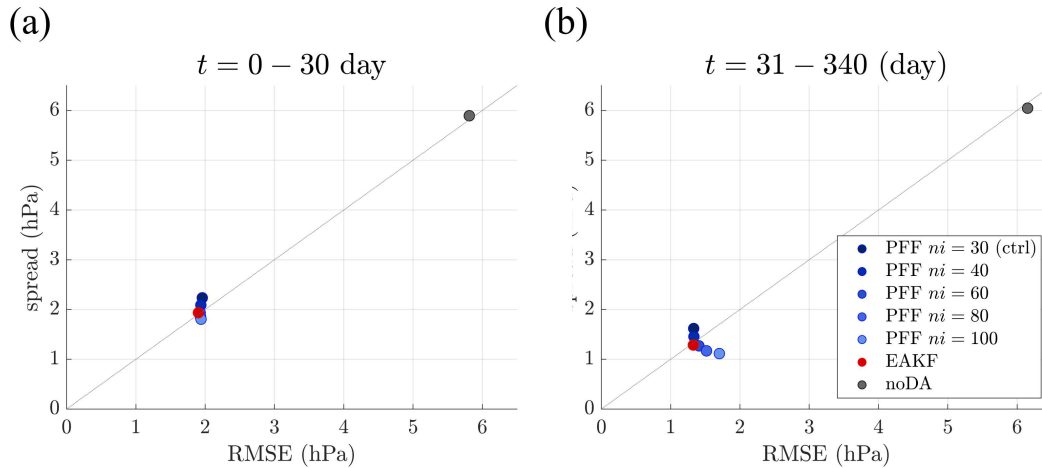 (a)
t = 0 − 30 day
6
5
4
3
2
1
0
spread (hPa)
0 1 2 3 4 5 6
RMSE (hPa)
(b)
t = 31 − 340 (day)
6
5
4
3
2
1
0
0 1 2 3 4 5 6
RMSE (hPa)
PFF ni = 30 (ctrl)
PFF ni = 40
PFF ni = 60
PFF ni = 80
PFF ni = 100
EAKF
noDA